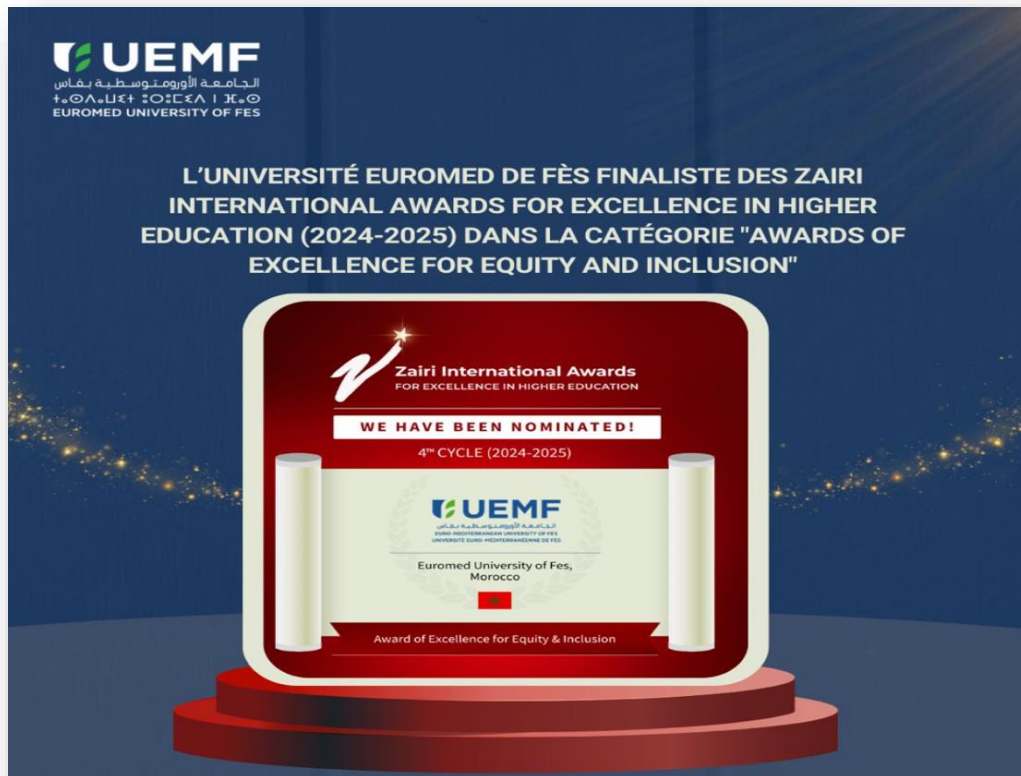 UEMF
الجامعة الأورومتوسطية بفاس
ⵜⴰⵙⴷⴰⵡⵉⵜ ⵓⵔⵓⵎⵉⴷ ⵏ ⴼⴰⵙ
EUROMED UNIVERSITY OF FES
L'UNIVERSITÉ EUROMED DE FÈS FINALISTE DES ZAIRI
INTERNATIONAL AWARDS FOR EXCELLENCE IN HIGHER
EDUCATION (2024-2025) DANS LA CATÉGORIE "AWARDS OF
EXCELLENCE FOR EQUITY AND INCLUSION"
Zairi International Awards
FOR EXCELLENCE IN HIGHER EDUCATION
WE HAVE BEEN NOMINATED!
4TH CYCLE (2024-2025)
UEMF
الجامعة الأورومتوسطية بفاس
EURO-MEDITERRANEAN UNIVERSITY OF FES
UNIVERSITÉ EURO-MÉDITERRANÉENNE DE FÈS
Euromed University of Fes,
Morocco
Award of Excellence for Equity & Inclusion